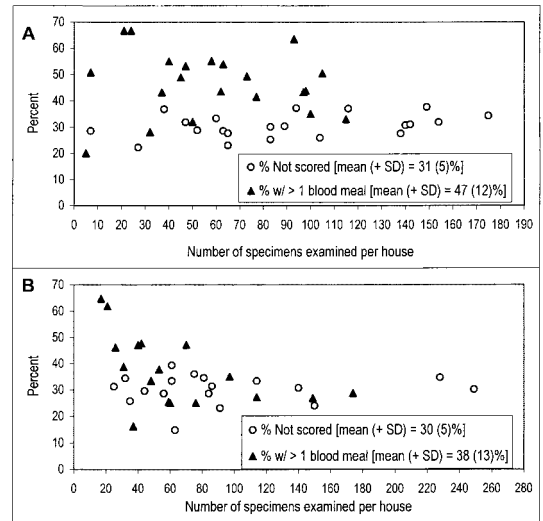 A
70
60
50
40
30
20
10
0
Percent
○ % Not scored [mean (+ SD) = 31 (5)%]
▲ % w/ > 1 blood meal [mean (+ SD) = 47 (12)%]
0 10 20 30 40 50 60 70 80 90 100 110 120 130 140 150 160 170 180 190
Number of specimens examined per house
B
70
60
50
40
30
20
10
0
Percent
○ % Not scored [mean (+ SD) = 30 (5)%]
▲ % w/ > 1 blood meal [mean (+ SD) = 38 (13)%]
0 20 40 60 80 100 120 140 160 180 200 220 240 260 280
Number of specimens examined per house